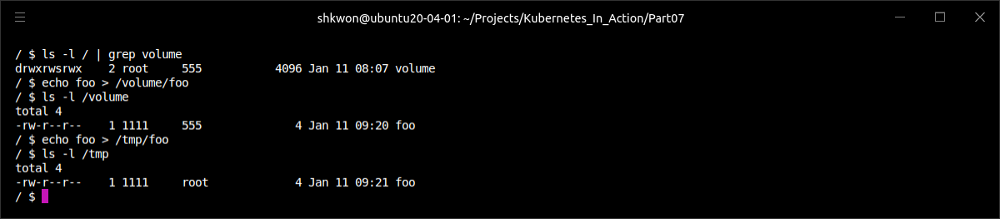 shkwon@ubuntu20-04-01: ~/Projects/Kubernetes_In_Action/Part07
/ $ ls -l / | grep volume
drwxrwsrwx    2 root     555           4096 Jan 11 08:07 volume
/ $ echo foo > /volume/foo
/ $ ls -l /volume
total 4
-rw-r--r--    1 1111     555              4 Jan 11 09:20 foo
/ $ echo foo > /tmp/foo
/ $ ls -l /tmp
total 4
-rw-r--r--    1 1111     root             4 Jan 11 09:21 foo
/ $